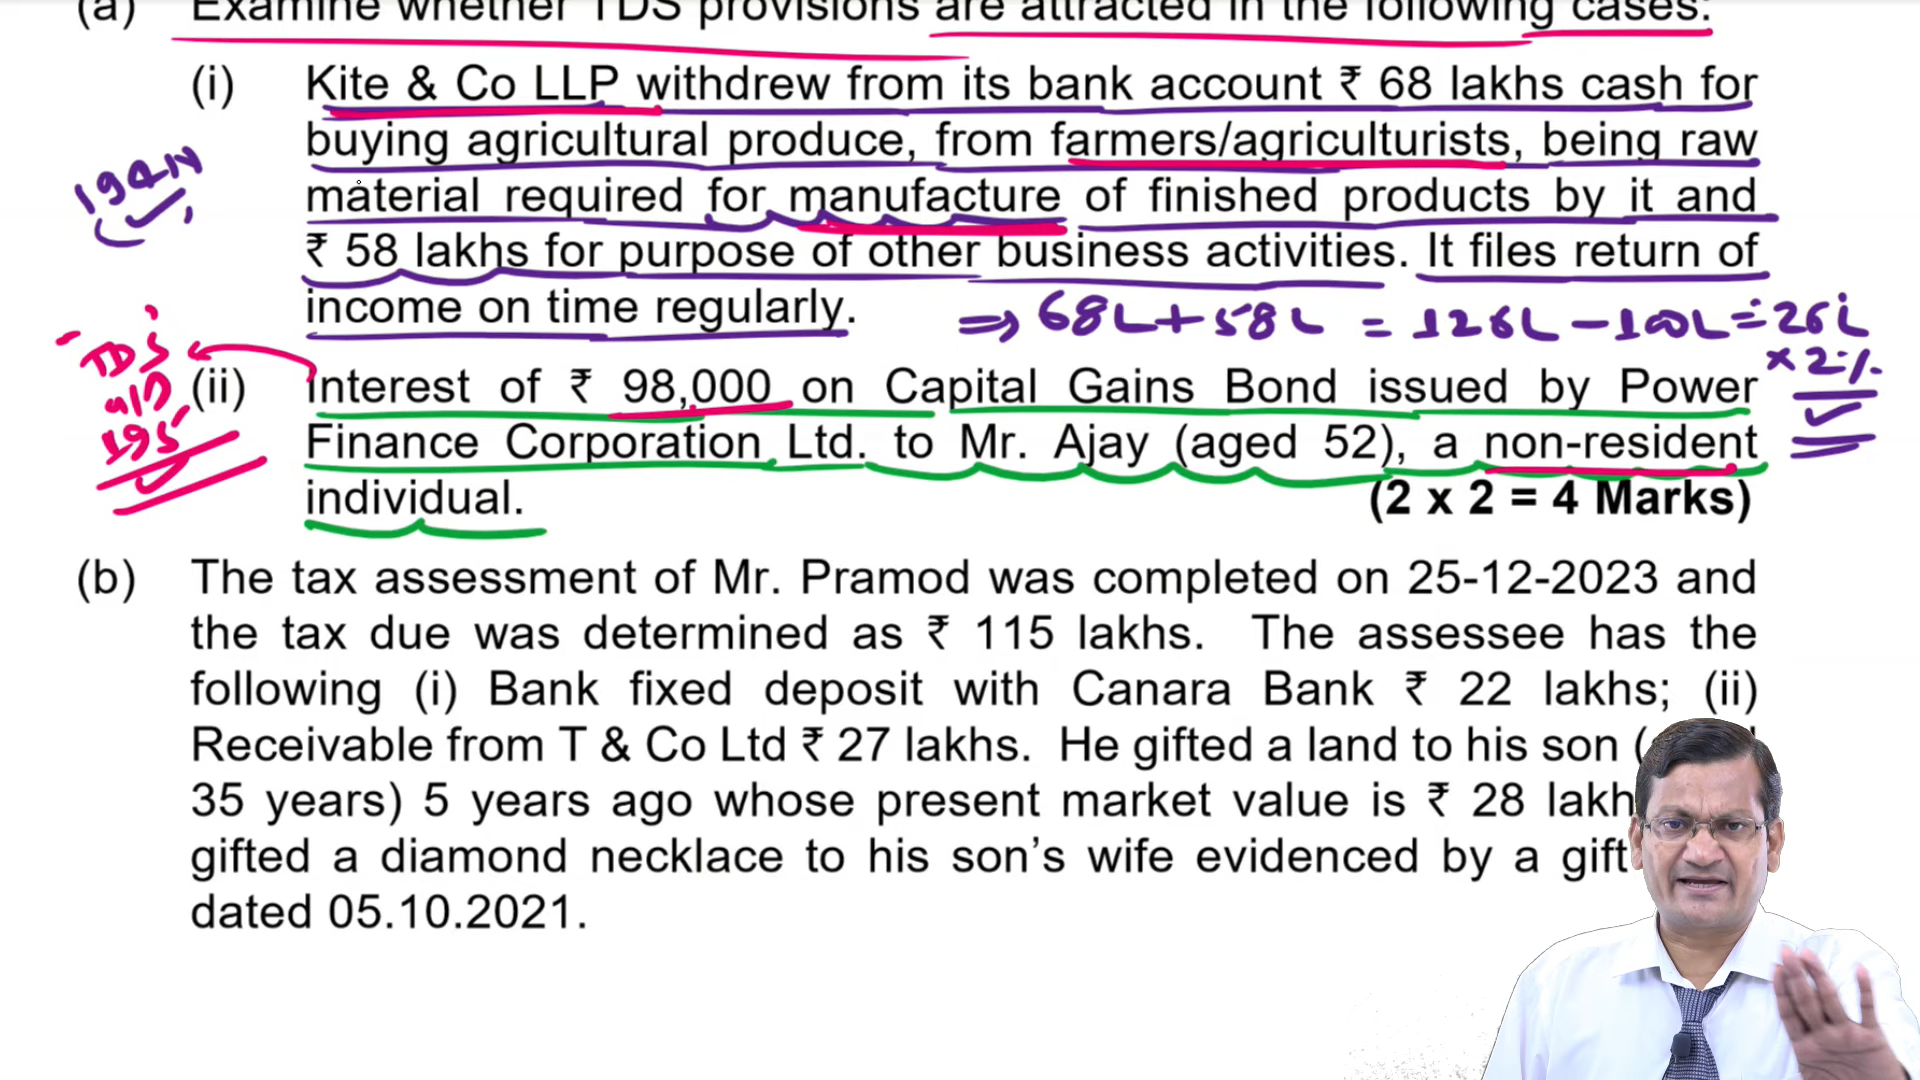 (a) Examine whether TDS provisions are attracted in the following cases:
(i) Kite & Co LLP withdrew from its bank account ₹ 68 lakhs cash for
buying agricultural produce, from farmers/agriculturists, being raw
194N
material required for manufacture of finished products by it and
₹ 58 lakhs for purpose of other business activities. It files return of
income on time regularly.
⇒ 68L+58L = 126L-100L=26L
×2%
TDS
u/s
195
(ii) Interest of ₹ 98,000 on Capital Gains Bond issued by Power
Finance Corporation Ltd. to Mr. Ajay (aged 52), a non-resident
individual. (2 x 2 = 4 Marks)
(b) The tax assessment of Mr. Pramod was completed on 25-12-2023 and
the tax due was determined as ₹ 115 lakhs. The assessee has the
following (i) Bank fixed deposit with Canara Bank ₹ 22 lakhs; (ii)
Receivable from T & Co Ltd ₹ 27 lakhs. He gifted a land to his son (
35 years) 5 years ago whose present market value is ₹ 28 lakh
gifted a diamond necklace to his son's wife evidenced by a gift
dated 05.10.2021.